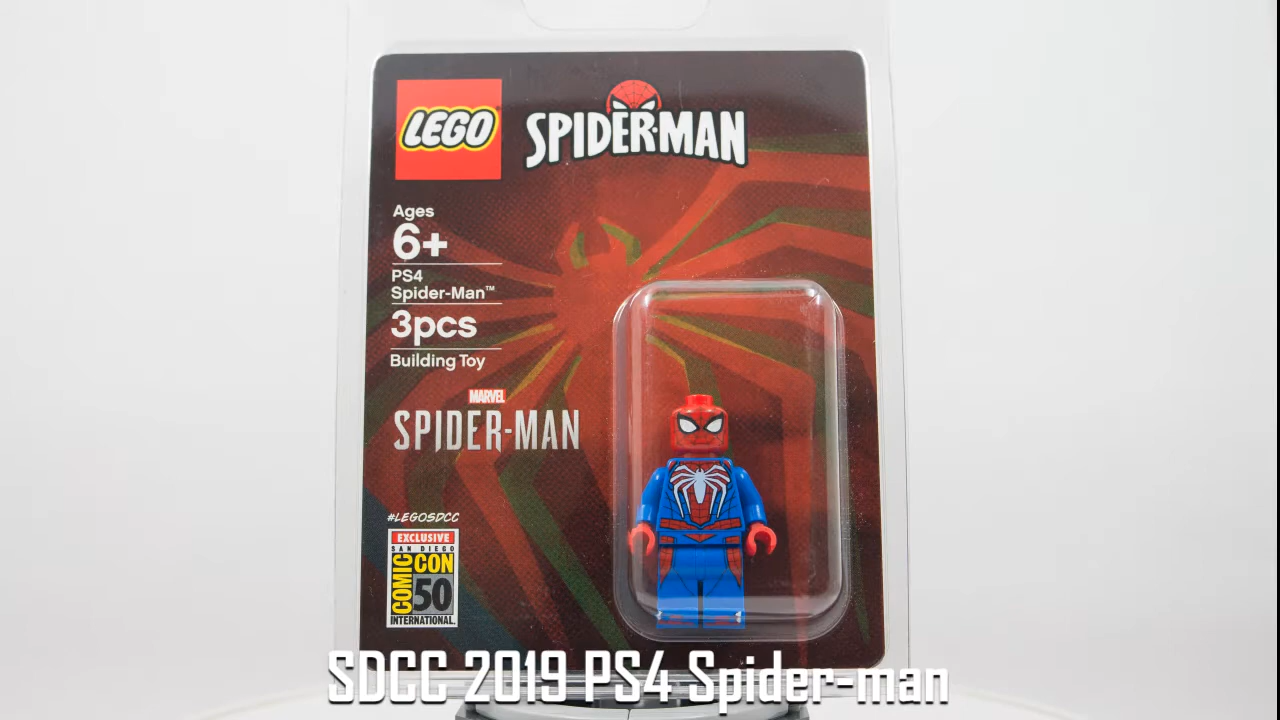 LEGO
SPIDER-MAN
Ages
6+
PS4
Spider-Man™
3pcs
Building Toy
MARVEL
SPIDER-MAN
#LEGOSDCC
EXCLUSIVE
SAN DIEGO
COMIC CON
50
INTERNATIONAL.
SDCC 2019 PS4 Spider-man